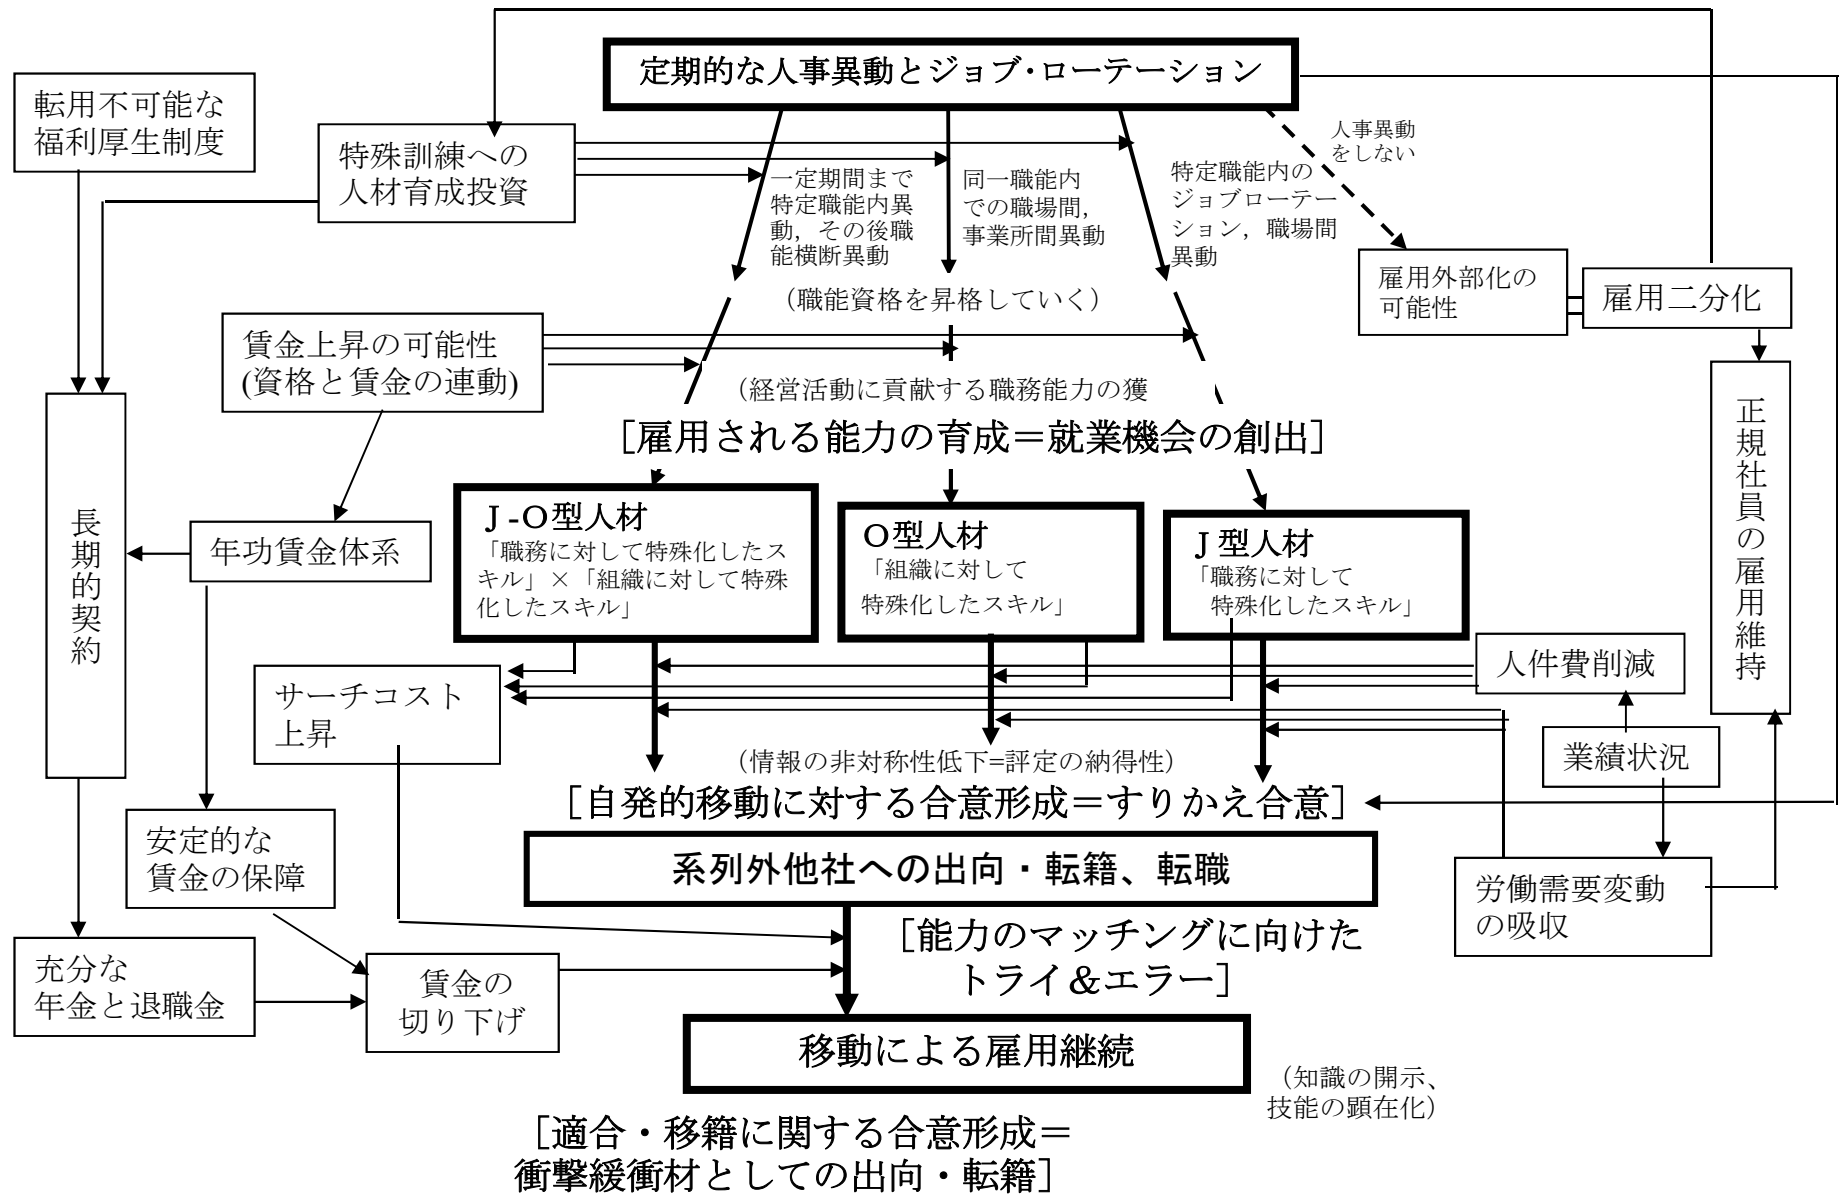 定期的な人事異動とジョブ・ローテーション
転用不可能な
福利厚生制度
特殊訓練への
人材育成投資
人事異動
をしない
一定期間まで
特定職能内異
動，その後職
能横断異動
同一職能内
での職場間，
事業所間異動
特定職能内の
ジョブローテー
ション，職場間
異動
雇用外部化の
可能性
雇用二分化
（職能資格を昇格していく）
賃金上昇の可能性
(資格と賃金の連動)
（経営活動に貢献する職務能力の獲
［雇用される能力の育成＝就業機会の創出］
正規社員の雇用維持
長期的契約
年功賃金体系
Ｊ-Ｏ型人材
「職務に対して特殊化したス
キル」×「組織に対して特殊
化したスキル」
Ｏ型人材
「組織に対して
特殊化したスキル」
Ｊ型人材
「職務に対して
特殊化したスキル」
人件費削減
サーチコスト
上昇
業績状況
（情報の非対称性低下=評定の納得性）
［自発的移動に対する合意形成＝すりかえ合意］
安定的な
賃金の保障
系列外他社への出向・転籍、転職
労働需要変動
の吸収
［能力のマッチングに向けた
トライ＆エラー］
充分な
年金と退職金
賃金の
切り下げ
移動による雇用継続
（知識の開示、
技能の顕在化）
［適合・移籍に関する合意形成＝
衝撃緩衝材としての出向・転籍］